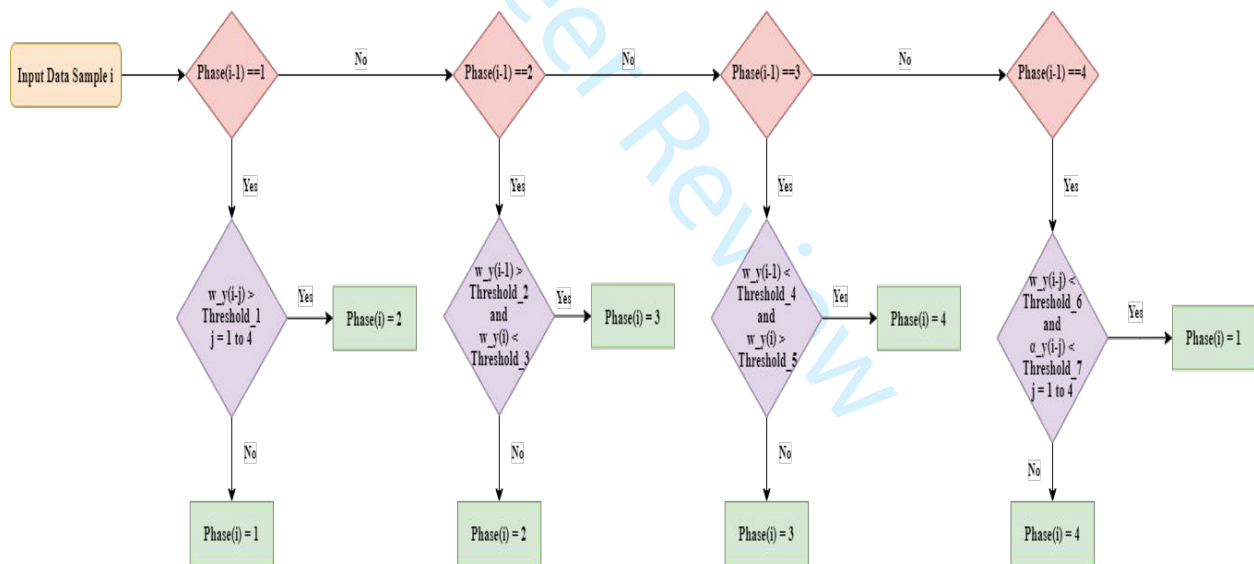 Input Data Sample i
Phase(i-1) ==1
No
Phase(i-1) ==2
No
Phase(i-1) ==3
No
Phase(i-1) ==4
Yes
Yes
Yes
Yes
w_y(i-j) >
Threshold_1
j = 1 to 4
Yes
Phase(i) = 2
w_y(i-1) >
Threshold_2
and
w_y(i) <
Threshold_3
Yes
Phase(i) = 3
w_y(i-1) <
Threshold_4
and
w_y(i) >
Threshold_5
Yes
Phase(i) = 4
w_y(i-j) <
Threshold_6
and
α_y(i-j) <
Threshold_7
j = 1 to 4
Yes
Phase(i) = 1
No
No
No
No
Phase(i) = 1
Phase(i) = 2
Phase(i) = 3
Phase(i) = 4
Review